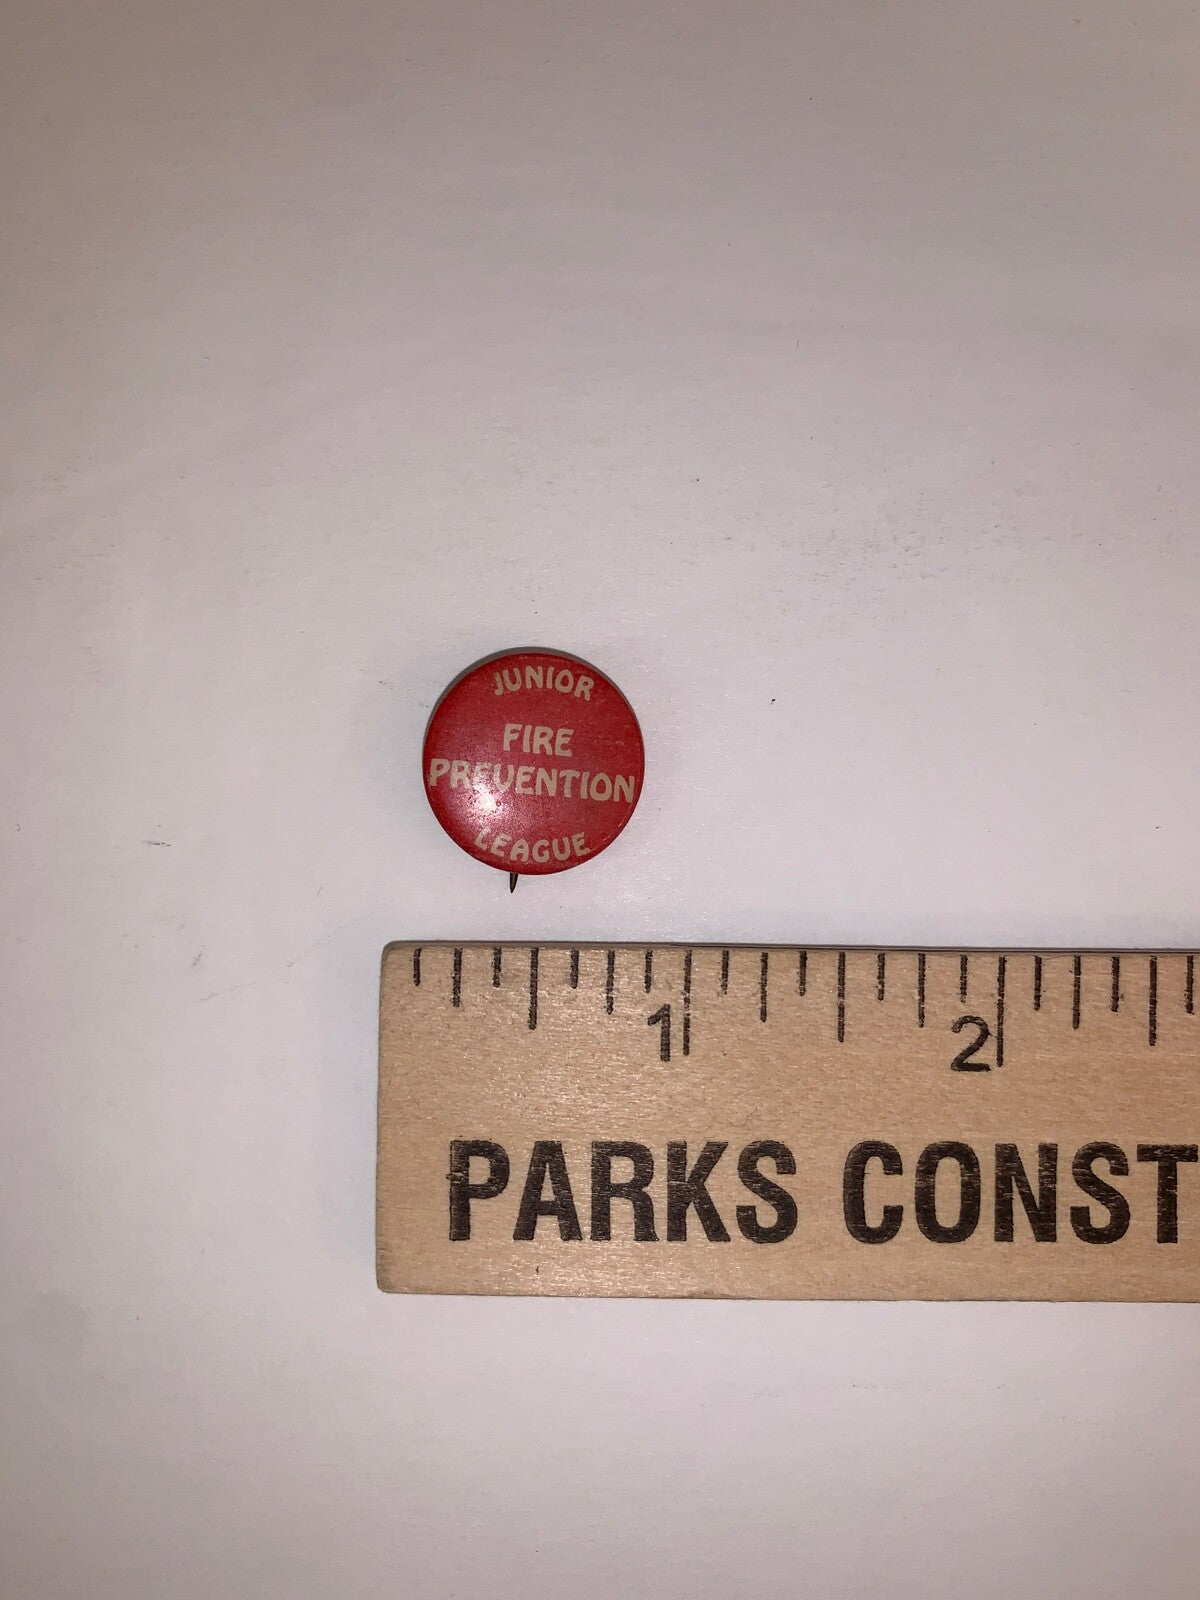 JUNIOR
FIRE
PREVENTION
LEAGUE
1 2
PARKS CONST